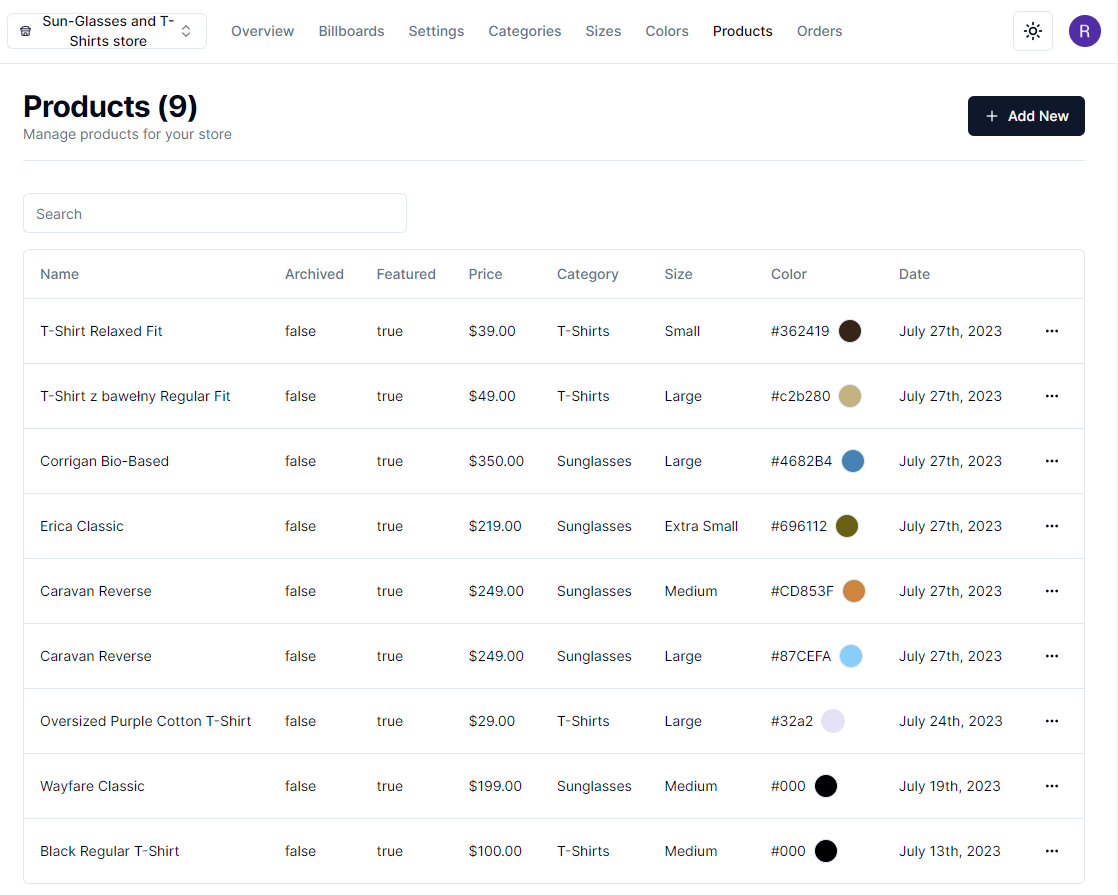 Sun-Glasses and T-
Shirts store
Overview Billboards Settings Categories Sizes Colors Products Orders
R
Products (9)
Manage products for your store
+ Add New
Search
Name Archived Featured Price Category Size Color Date
T-Shirt Relaxed Fit false true $39.00 T-Shirts Small #362419 July 27th, 2023 ...
T-Shirt z bawełny Regular Fit false true $49.00 T-Shirts Large #c2b280 July 27th, 2023 ...
Corrigan Bio-Based false true $350.00 Sunglasses Large #4682B4 July 27th, 2023 ...
Erica Classic false true $219.00 Sunglasses Extra Small #696112 July 27th, 2023 ...
Caravan Reverse false true $249.00 Sunglasses Medium #CD853F July 27th, 2023 ...
Caravan Reverse false true $249.00 Sunglasses Large #87CEFA July 27th, 2023 ...
Oversized Purple Cotton T-Shirt false true $29.00 T-Shirts Large #32a2 July 24th, 2023 ...
Wayfare Classic false true $199.00 Sunglasses Medium #000 July 19th, 2023 ...
Black Regular T-Shirt false true $100.00 T-Shirts Medium #000 July 13th, 2023 ...